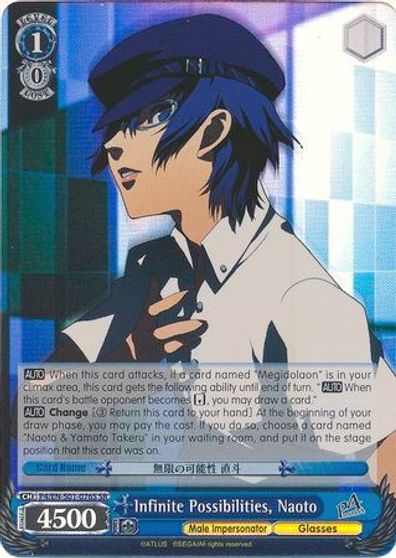 LEVEL
1
0
COST
AUTO When this card attacks, if a card named "Megidolaon" is in your
climax area, this card gets the following ability until end of turn. "AUTO When
this card's battle opponent becomes, you may draw a card."
AUTO Change [③ Return this card to your hand] At the beginning of your
draw phase, you may pay the cost. If you do, choose a card named
"Naoto & Yamato Takeru" in your waiting room, and put it on the stage
position that this card was on.
Card Name 無限の可能性 直斗
CH
Infinite Possibilities, Naoto
4500
Male Impersonator Glasses
©ATLUS ©SEGA/All rights reserved.